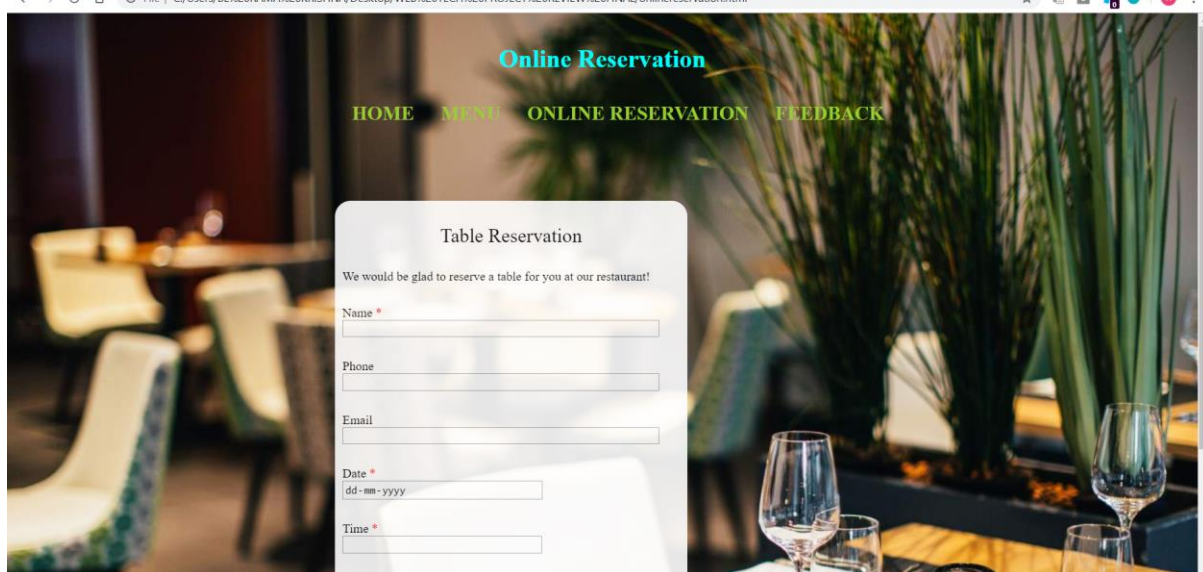 Online Reservation
HOME MENU ONLINE RESERVATION FEEDBACK
Table Reservation
We would be glad to reserve a table for you at our restaurant!
Name *
Phone
Email
Date *
dd-mm-yyyy
Time *